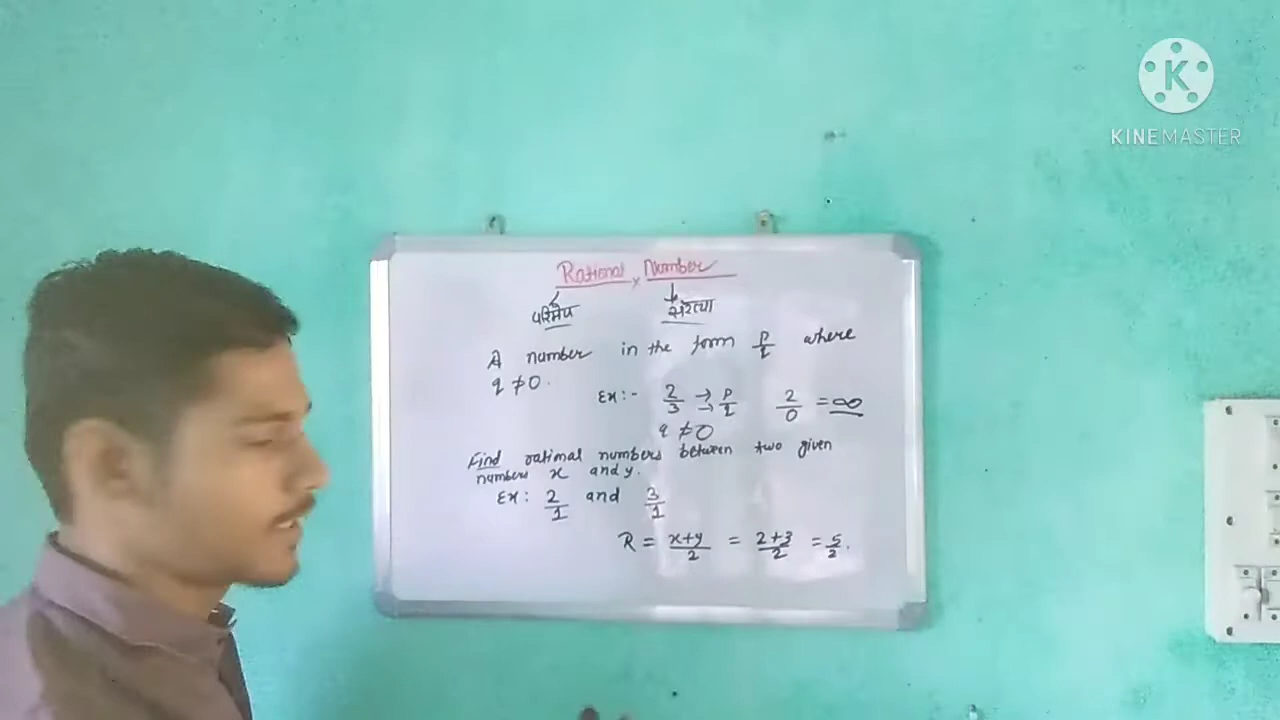 KINEMASTER
Rational Number
परिमेय संख्या
A number in the form p/q where
q ≠ 0.
Ex:- 2/3 → p/q 2/0 = ∞
q ≠ 0
Find rational numbers between two given
numbers x and y.
Ex: 2/1 and 3/1
R = x+y/2 = 2+3/2 = 5/2.